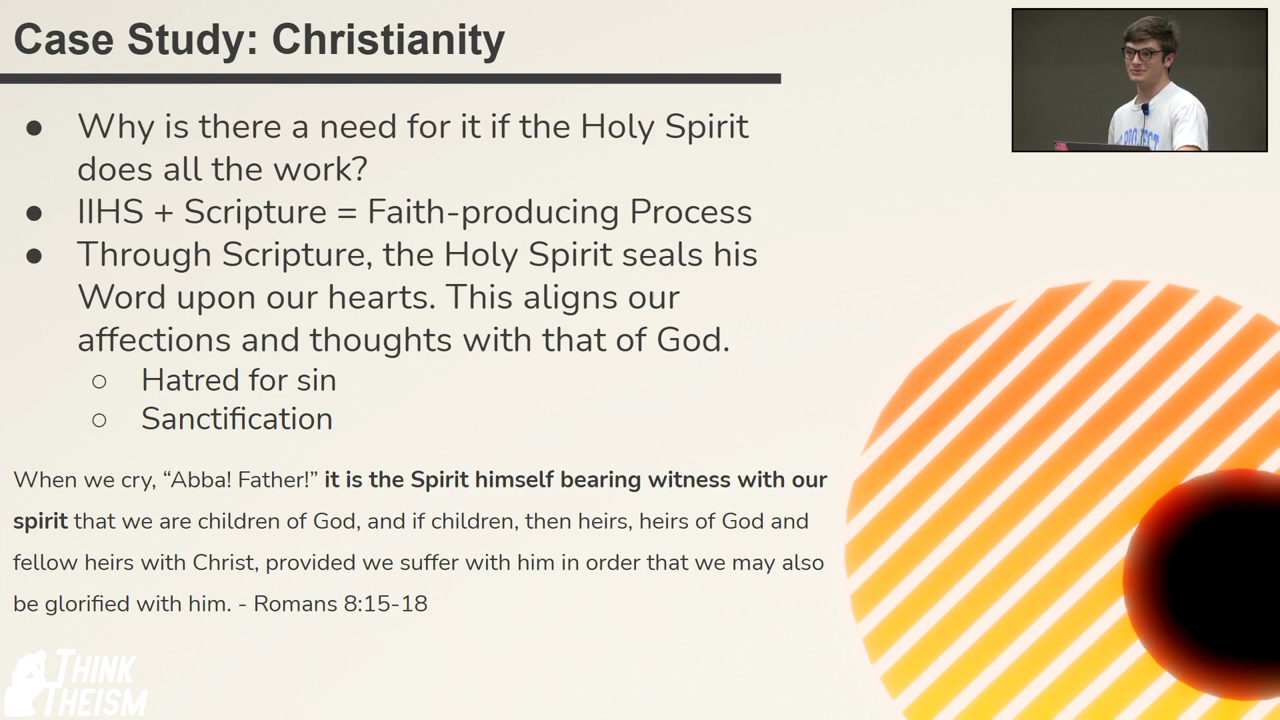 Case Study: Christianity
● Why is there a need for it if the Holy Spirit
does all the work?
● IIHS + Scripture = Faith-producing Process
● Through Scripture, the Holy Spirit seals his
Word upon our hearts. This aligns our
affections and thoughts with that of God.
○ Hatred for sin
○ Sanctification
When we cry, “Abba! Father!” it is the Spirit himself bearing witness with our
spirit that we are children of God, and if children, then heirs, heirs of God and
fellow heirs with Christ, provided we suffer with him in order that we may also
be glorified with him. - Romans 8:15-18
THINK
THEISM